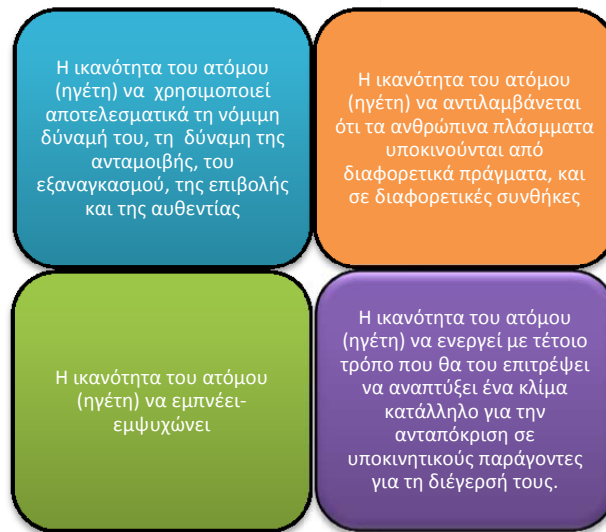 Η ικανότητα του ατόμου
(ηγέτη) να χρησιμοποιεί
αποτελεσματικά τη νόμιμη
δύναμή του, τη δύναμη της
ανταμοιβής, του
εξαναγκασμού, της επιβολής
και της αυθεντίας
Η ικανότητα του ατόμου
(ηγέτη) να αντιλαμβάνεται
ότι τα ανθρώπινα πλάσμματα
υποκινούνται από
διαφορετικά πράγματα, και
σε διαφορετικές συνθήκες
Η ικανότητα του ατόμου
(ηγέτη) να εμπνέει-
εμψυχώνει
Η ικανότητα του ατόμου
(ηγέτη) να ενεργεί με τέτοιο
τρόπο που θα του επιτρέψει
να αναπτύξει ένα κλίμα
κατάλληλο για την
ανταπόκριση σε
υποκινητικούς παράγοντες
για τη διέγερσή τους.